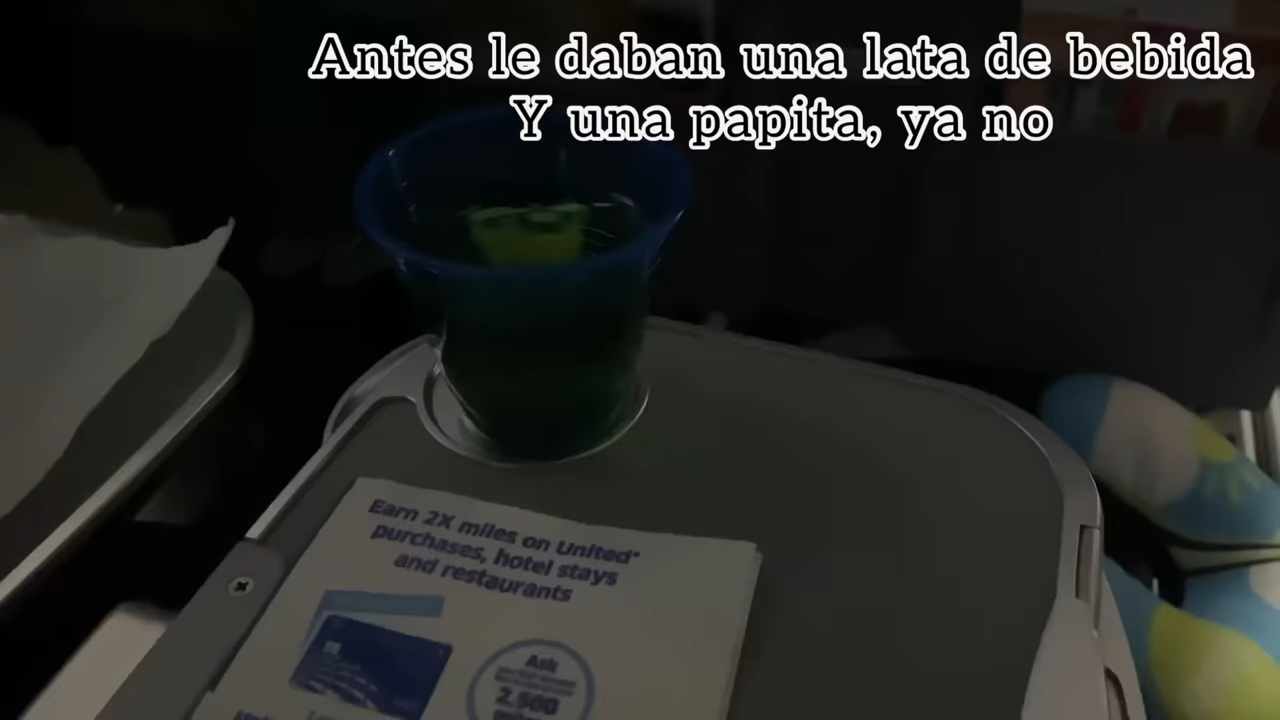 Antes le daban una lata de bebida
Y una papita, ya no
Earn 2X miles on United
purchases, hotel stays
and restaurants
Ask
2,500